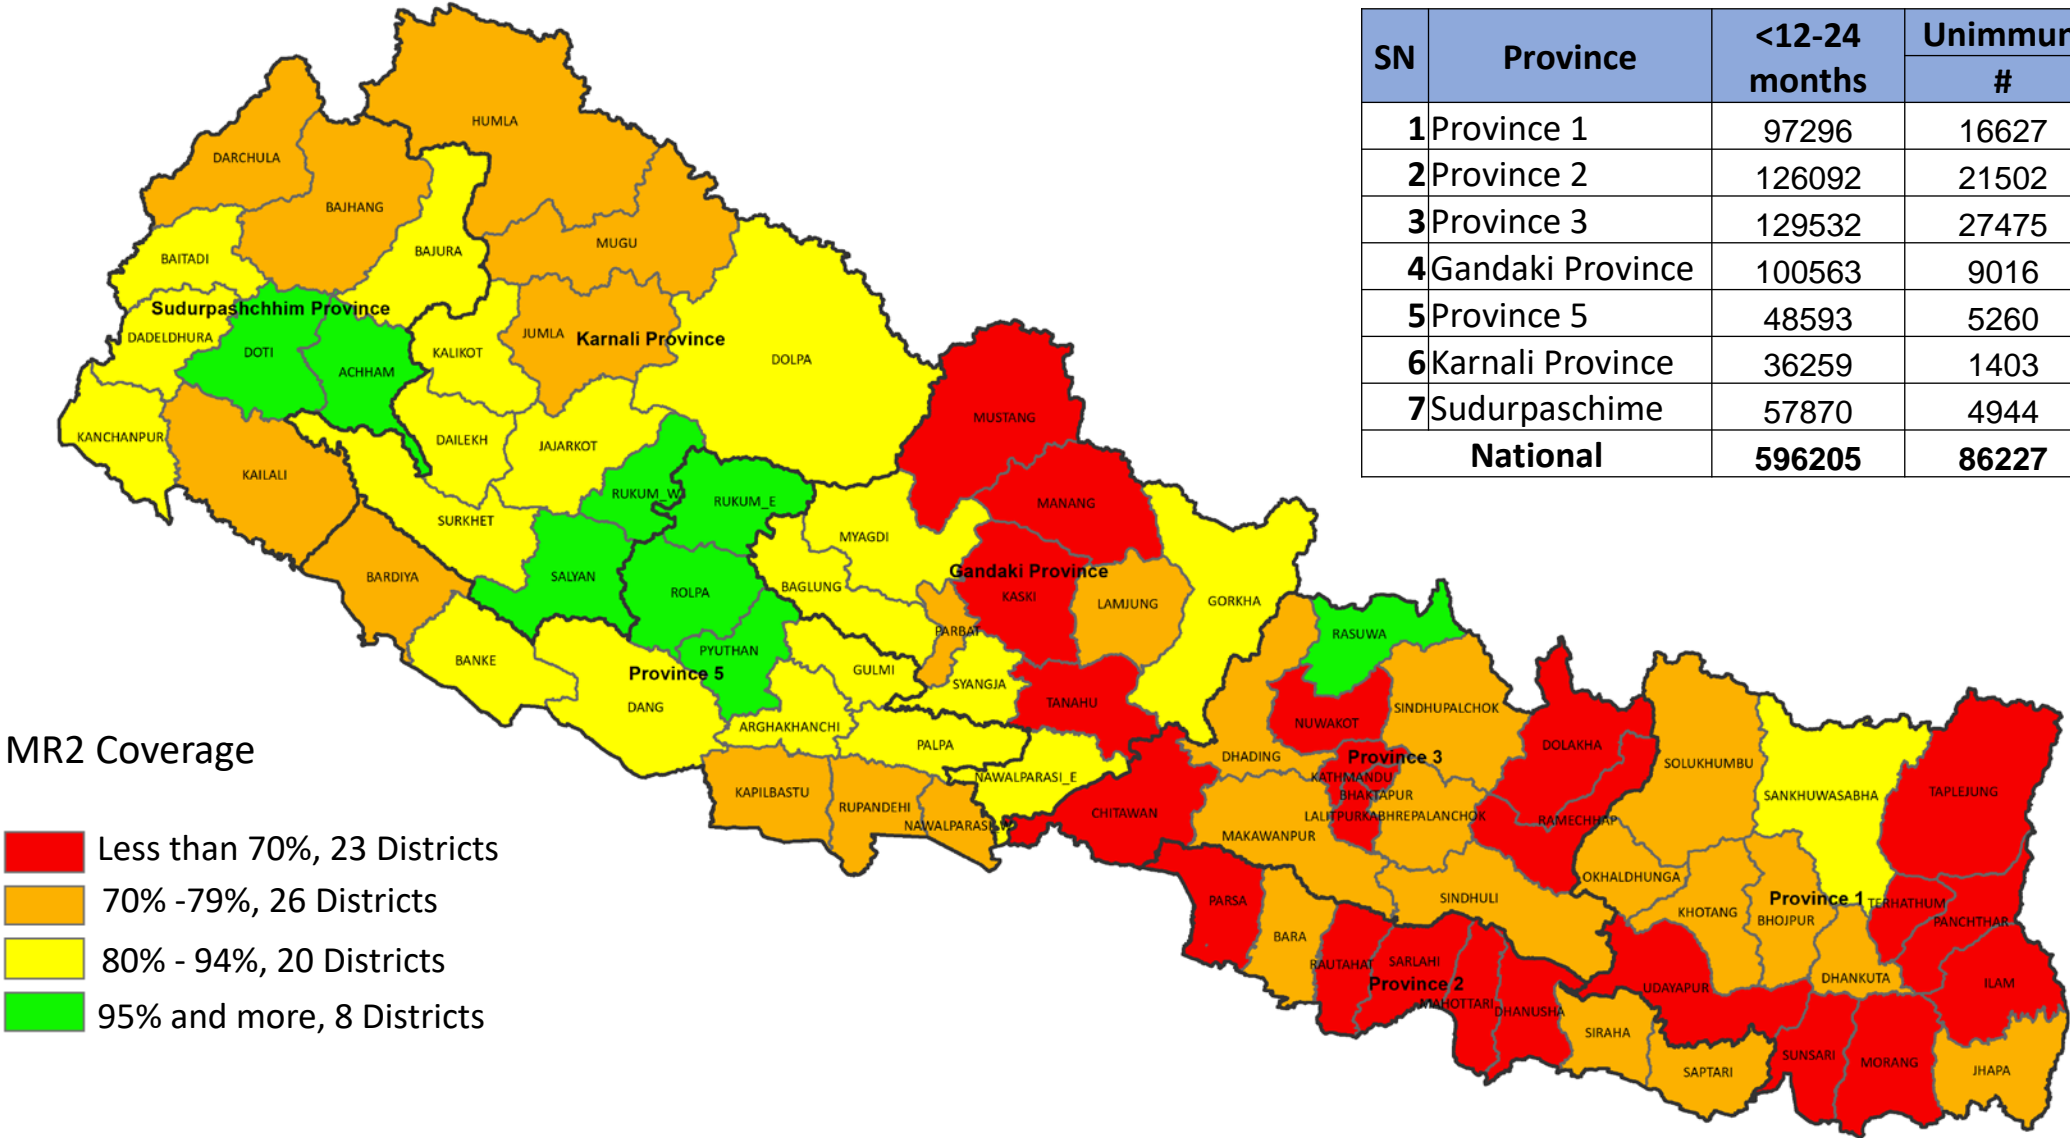 SN Province <12-24 months Unimmun
#
1 Province 1 97296 16627
2 Province 2 126092 21502
3 Province 3 129532 27475
4 Gandaki Province 100563 9016
5 Province 5 48593 5260
6 Karnali Province 36259 1403
7 Sudurpaschime 57870 4944
National 596205 86227
HUMLA
DARCHULA
BAJHANG
MUGU
BAJURA
BAITADI
Sudurpashchhim Province
DADELDHURA
DOTI
ACHHAM
KALIKOT
JUMLA
Karnali Province
DOLPA
KANCHANPUR
KAILALI
DAILEKH
JAJARKOT
MUSTANG
RUKUM_W
RUKUM_E
MANANG
SURKHET
MYAGDI
BARDIYA
SALYAN
ROLPA
BAGLUNG
Gandaki Province
KASKI
LAMJUNG
GORKHA
PARBAT
RASUWA
BANKE
PYUTHAN
Province 5
GULMI
SYANGJA
DANG
TANAHU
NUWAKOT
SINDHUPALCHOK
ARGHAKHANCHI
PALPA
DHADING
Province 3
DOLAKHA
SOLUKHUMBU
KAPILBASTU
RUPANDEHI
NAWALPARASI_E
NAWALPARASI_W
KATHMANDU
BHAKTAPUR
LALITPUR
KABHREPALANCHOK
RAMECHHAP
SANKHUWASABHA
TAPLEJUNG
CHITAWAN
MAKAWANPUR
OKHALDHUNGA
PARSA
SINDHULI
KHOTANG
Province 1
BHOJPUR
TERHATHUM
PANCHTHAR
BARA
RAUTAHAT
SARLAHI
Province 2
MAHOTTARI
DHANUSHA
UDAYAPUR
DHANKUTA
ILAM
SIRAHA
SAPTARI
SUNSARI
MORANG
JHAPA
MR2 Coverage
Less than 70%, 23 Districts
70% -79%, 26 Districts
80% - 94%, 20 Districts
95% and more, 8 Districts